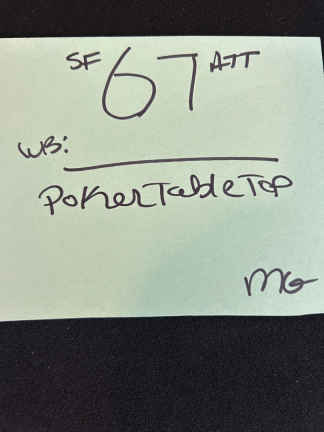 SF 67 ATT
WB:
PokerTableTop
MG